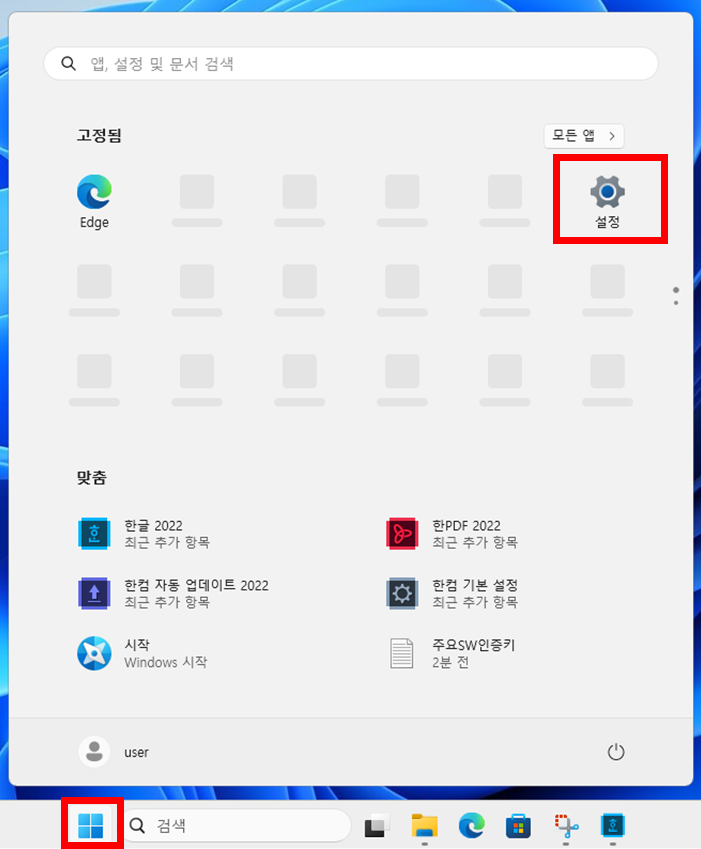 앱, 설정 및 문서 검색
고정됨
모든 앱
Edge
설정
맞춤
한글 2022
최근 추가 항목
한PDF 2022
최근 추가 항목
한컴 자동 업데이트 2022
최근 추가 항목
한컴 기본 설정
최근 추가 항목
시작
Windows 시작
주요SW인증키
2분 전
user
검색